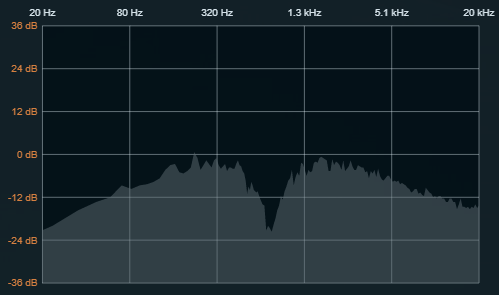 20 Hz 80 Hz 320 Hz 1.3 kHz 5.1 kHz 20 kHz
36 dB
24 dB
12 dB
0 dB
-12 dB
-24 dB
-36 dB